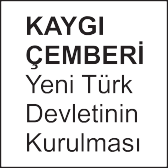 KAYGI
ÇEMBERİ
Yeni Türk
Devletinin
Kurulması